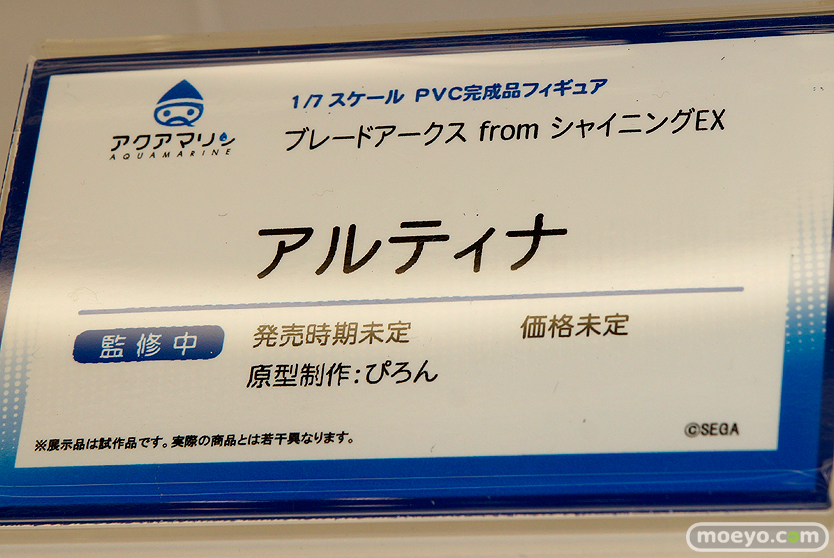 アクアマリン
AQUAMARINE
1/7 スケール PVC完成品フィギュア
ブレードアークス from シャイニングEX
アルティナ
監修中 発売時期未定 価格未定
原型制作:ぴろん
※展示品は試作品です。実際の商品とは若干異なります。
©SEGA
moeyo.com